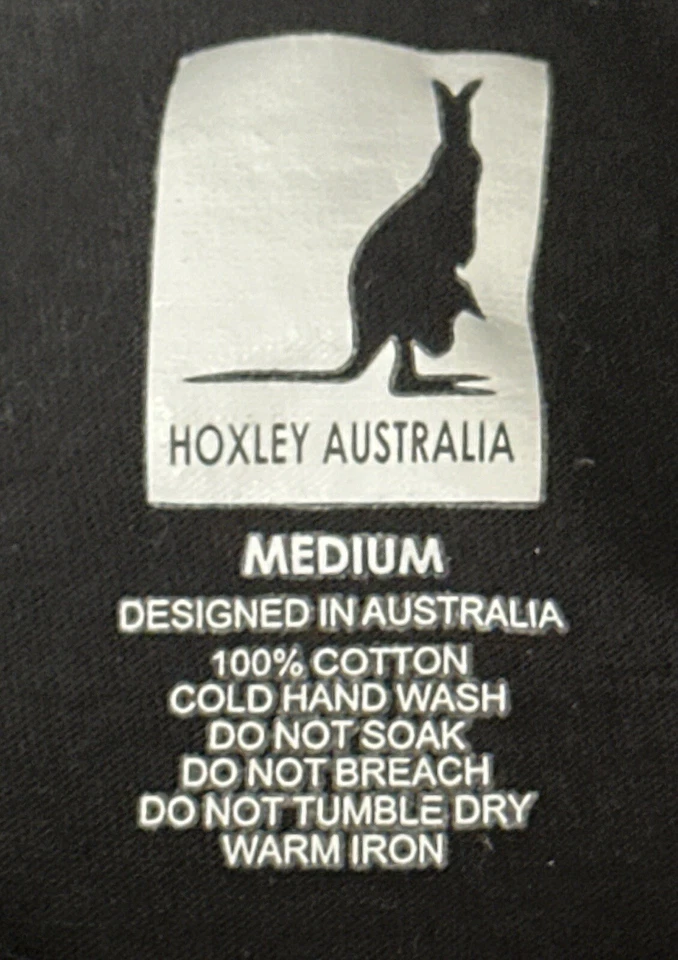 HOXLEY AUSTRALIA
MEDIUM
DESIGNED IN AUSTRALIA
100% COTTON
COLD HAND WASH
DO NOT SOAK
DO NOT BREACH
DO NOT TUMBLE DRY
WARM IRON